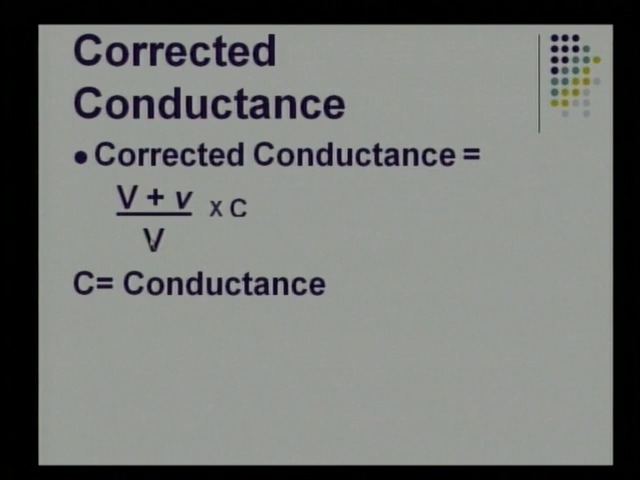 Corrected
Conductance
• Corrected Conductance =
V + v
x C
V
C= Conductance